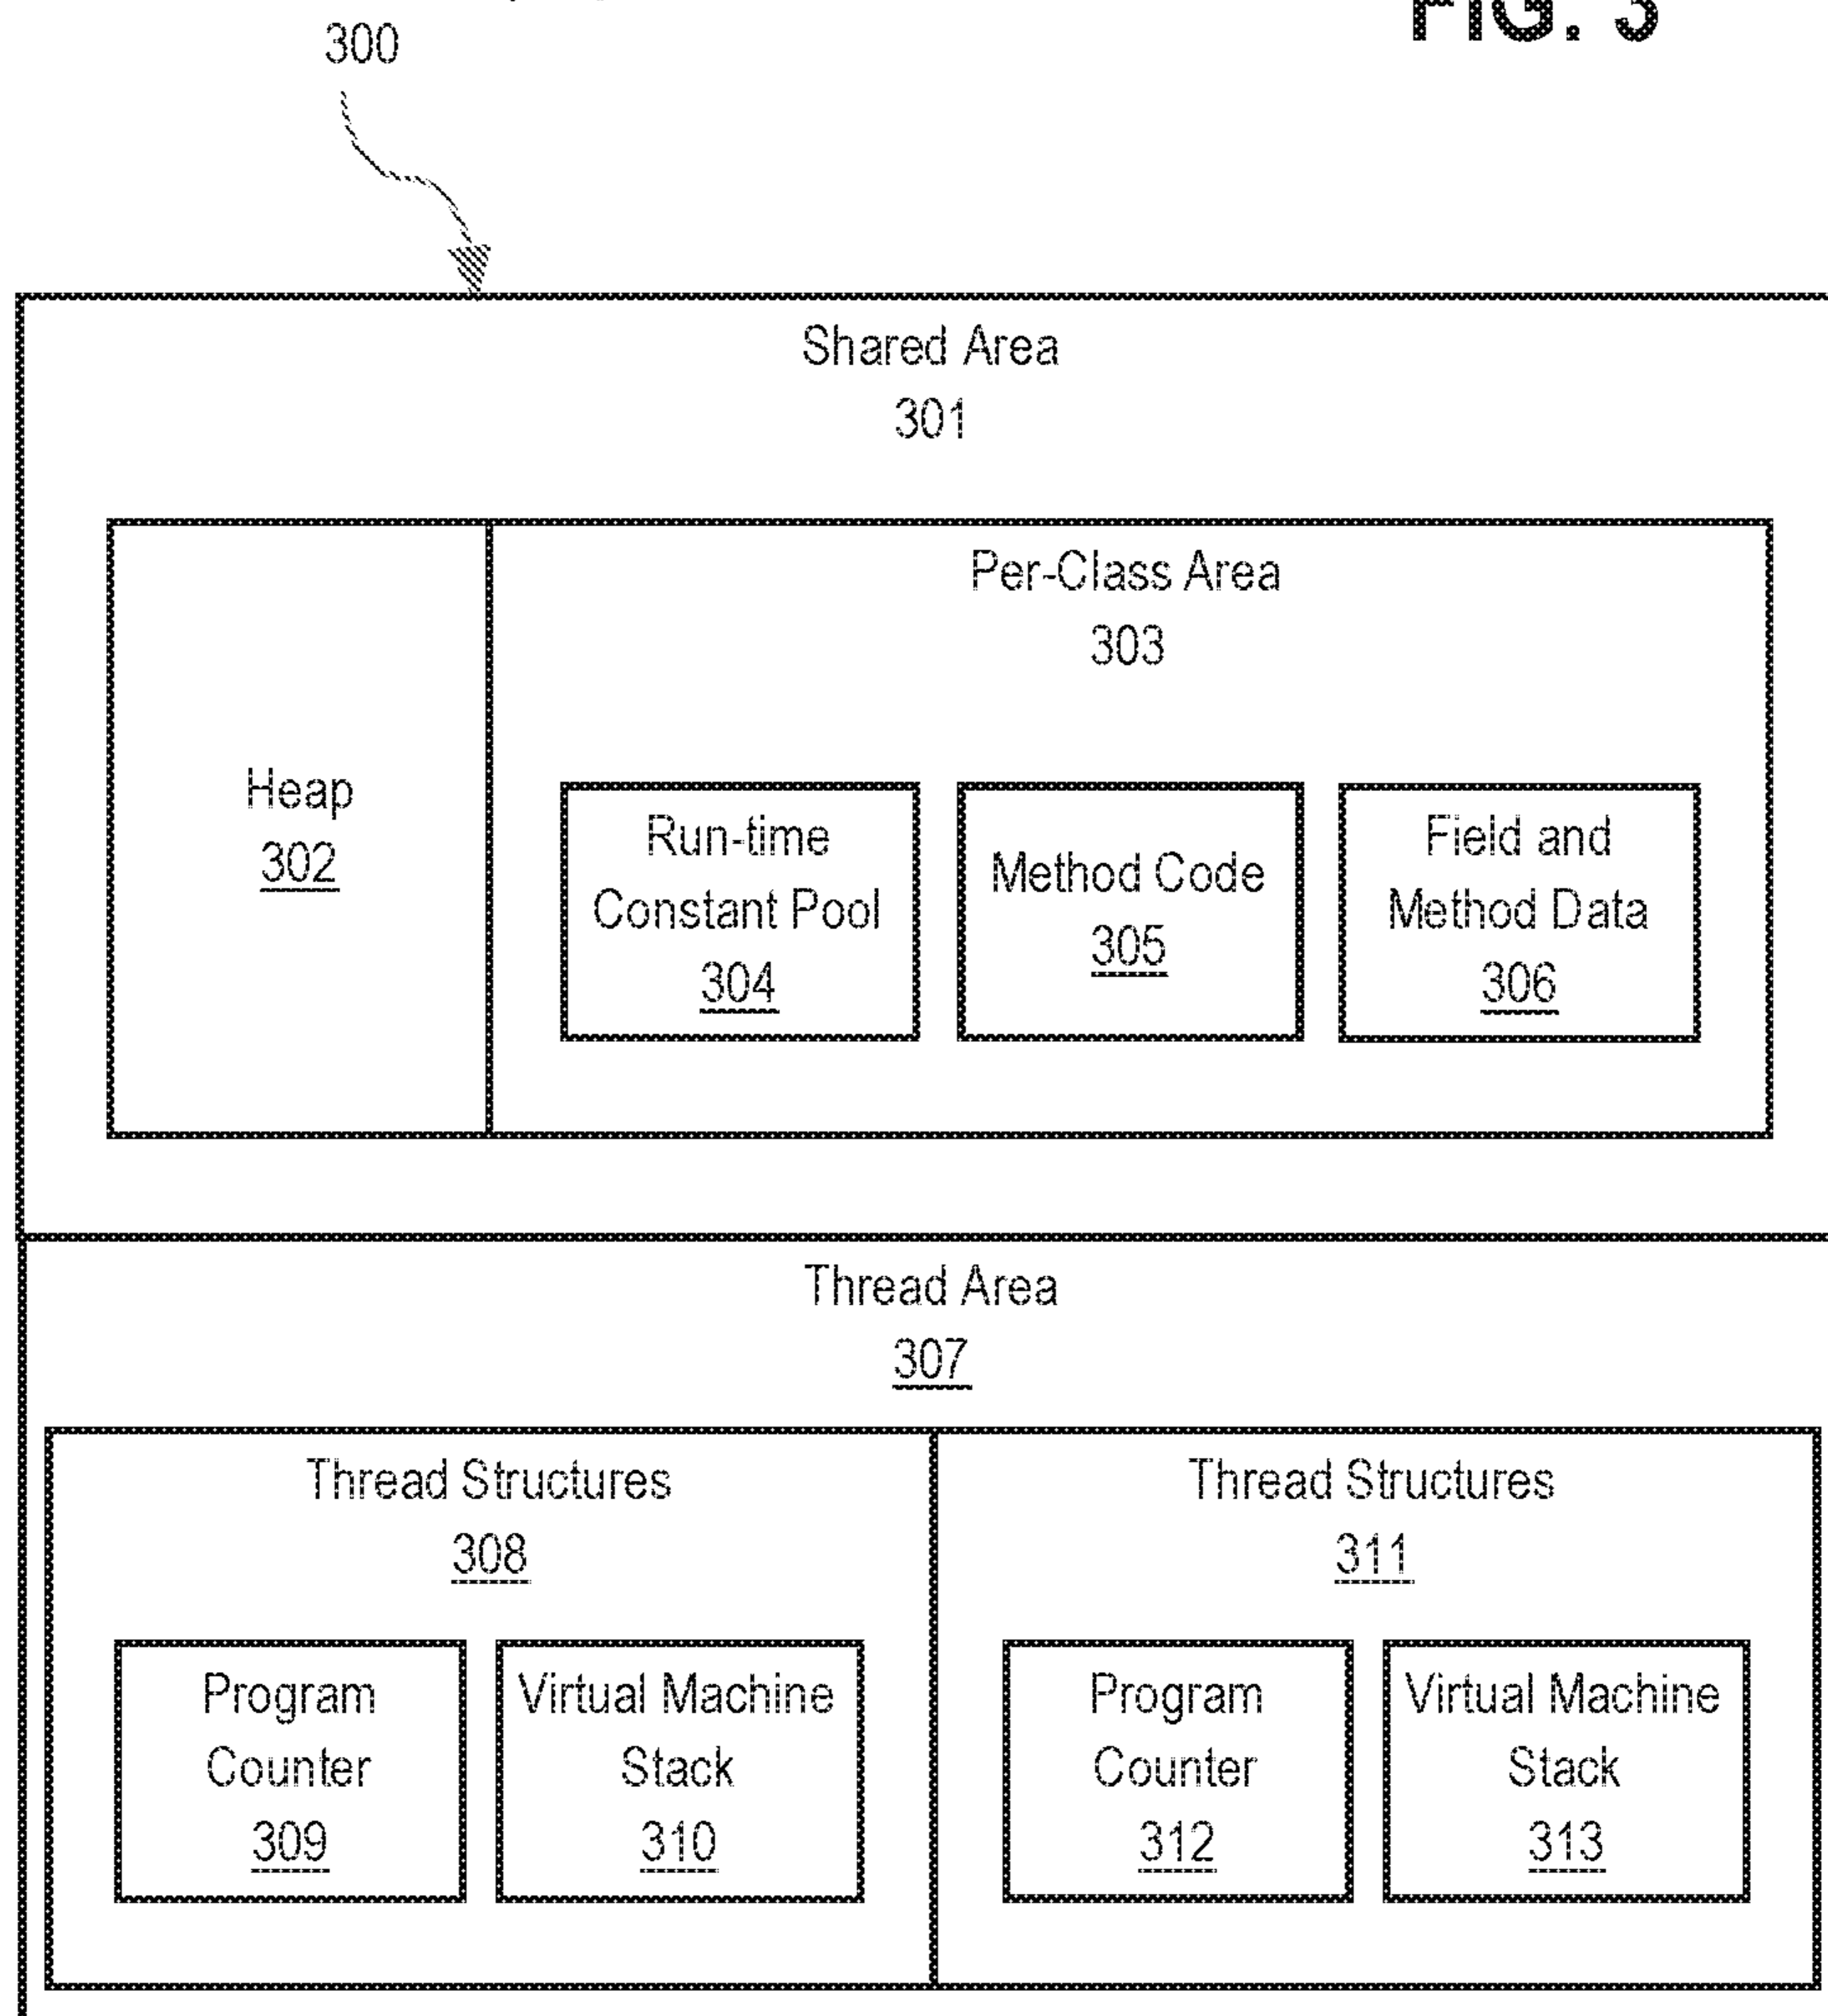 FIG. 3
300
Shared Area
301
Per-Class Area
303
Heap
302
Run-time
Constant Pool
304
Method Code
305
Field and
Method Data
306
Thread Area
307
Thread Structures
308
Thread Structures
311
Program
Counter
309
Virtual Machine
Stack
310
Program
Counter
312
Virtual Machine
Stack
313